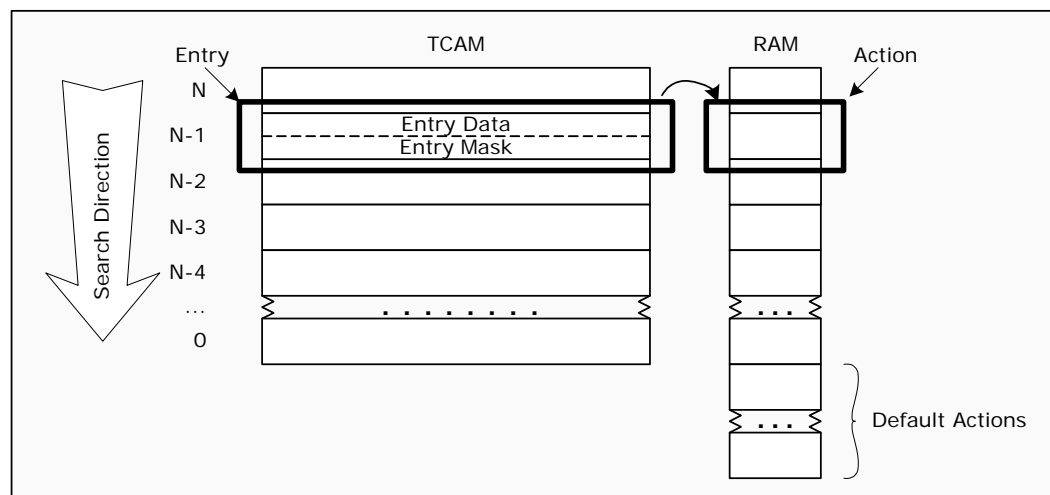 TCAM
RAM
Entry
Action
N
Entry Data
N-1
Entry Mask
N-2
N-3
N-4
...
. . . . . . . .
...
0
Search Direction
...
Default Actions